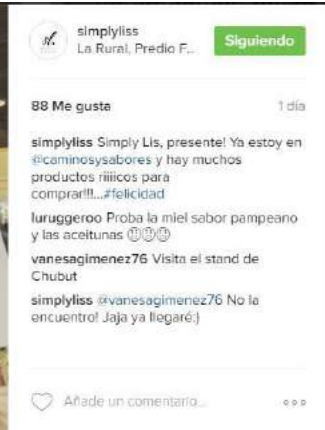 simplyliss
La Rural, Predio F...
Siguiendo
88 Me gusta
1 día
simplyliss Simply Lis, presente! Ya estoy en
@caminosysabores y hay muchos
productos riiiicos para
comprar!!!...#felicidad
luruggeroo Proba la miel sabor pampeano
y las aceitunas
vanesagimenez76 Visita el stand de
Chubut
simplyliss @vanesagimenez76 No la
encuentro! Jaja ya llegaré:)
Añade un comentario...